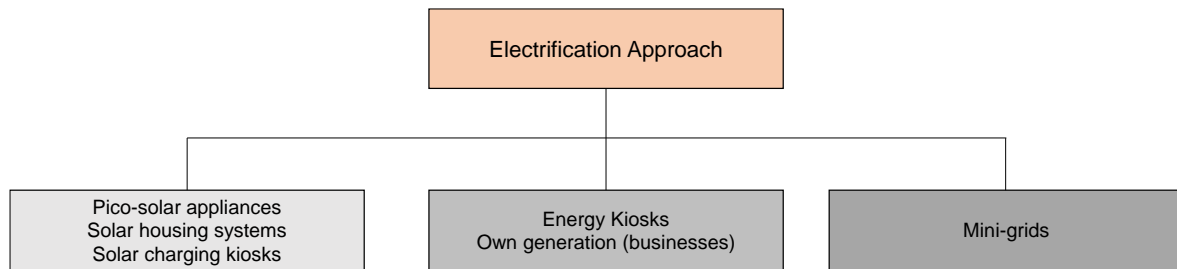 Electrification Approach
Pico-solar appliances
Solar housing systems
Solar charging kiosks
Energy Kiosks
Own generation (businesses)
Mini-grids